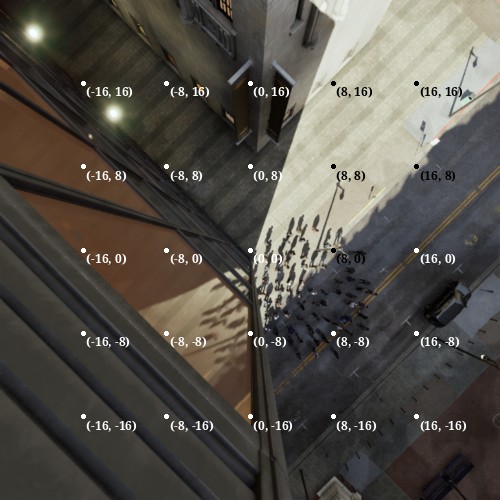 (-16, 16) (-8, 16) (0, 16) (8, 16) (16, 16)
(-16, 8) (-8, 8) (0, 8) (8, 8) (16, 8)
(-16, 0) (-8, 0) (0, 0) (8, 0) (16, 0)
(-16, -8) (-8, -8) (0, -8) (8, -8) (16, -8)
(-16, -16) (-8, -16) (0, -16) (8, -16) (16, -16)